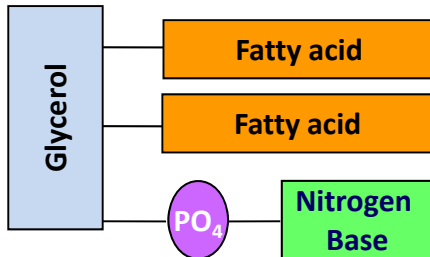 Glycerol
Fatty acid
Fatty acid
PO₄
Nitrogen
Base